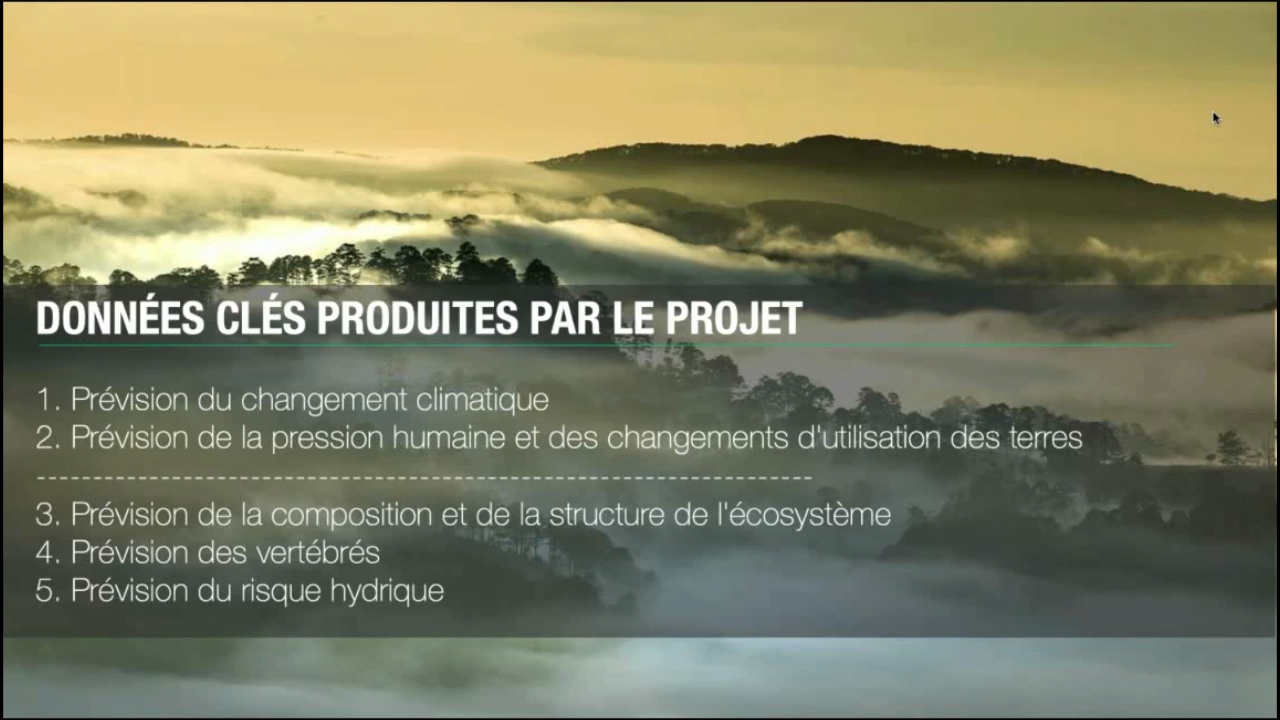 DONNÉES CLÉS PRODUITES PAR LE PROJET
1. Prévision du changement climatique
2. Prévision de la pression humaine et des changements d'utilisation des terres
--------------------------------------------------------------------
3. Prévision de la composition et de la structure de l'écosystème
4. Prévision des vertébrés
5. Prévision du risque hydrique